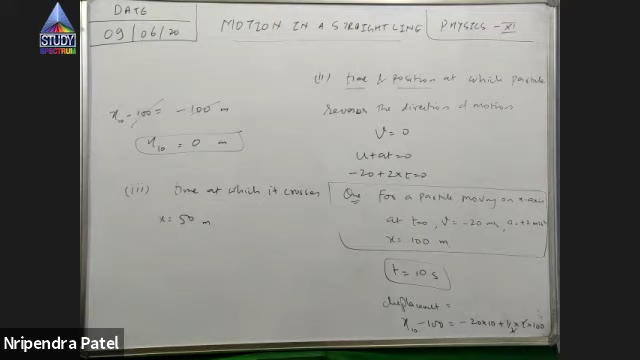 STUDY
SPECTRUM
DATE
09/06/20
MOTION IN A STRAIGHT LINE
PHYSICS - XI
x₁₀ - 100 = -100 m
x₁₀ = 0 m
(iii) time at which it crosses
x = 50 m
(ii) time & position at which particle
reverses the direction of motion
V = 0
u + at = 0
-20 + 2 x t = 0
Que For a particle moving on x-axis
at t=0, V = -20 m/s, a = +2 m/s²
x = 100 m
t = 10 s
displacement =
x₁₀ - 100 = -20x10 + ½ x 2 x 100
Nripendra Patel